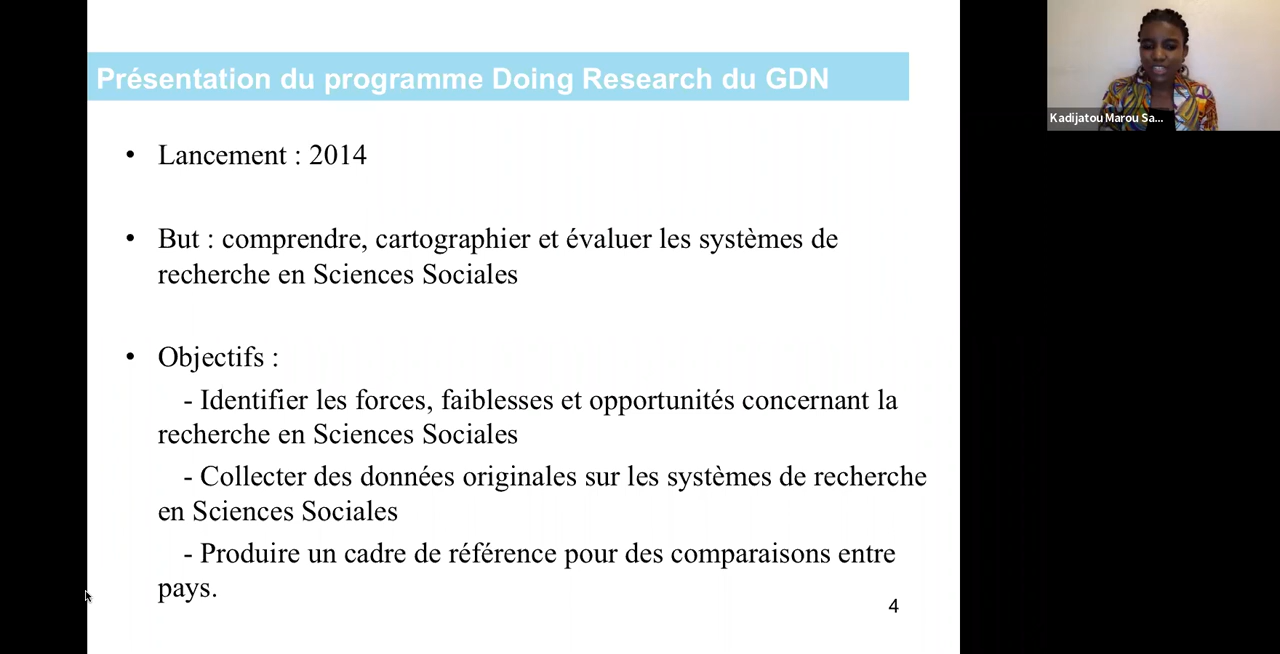 Présentation du programme Doing Research du GDN
Kadijatou Marou Sa...
• Lancement : 2014
• But : comprendre, cartographier et évaluer les systèmes de
recherche en Sciences Sociales
• Objectifs :
- Identifier les forces, faiblesses et opportunités concernant la
recherche en Sciences Sociales
- Collecter des données originales sur les systèmes de recherche
en Sciences Sociales
- Produire un cadre de référence pour des comparaisons entre
pays.
4